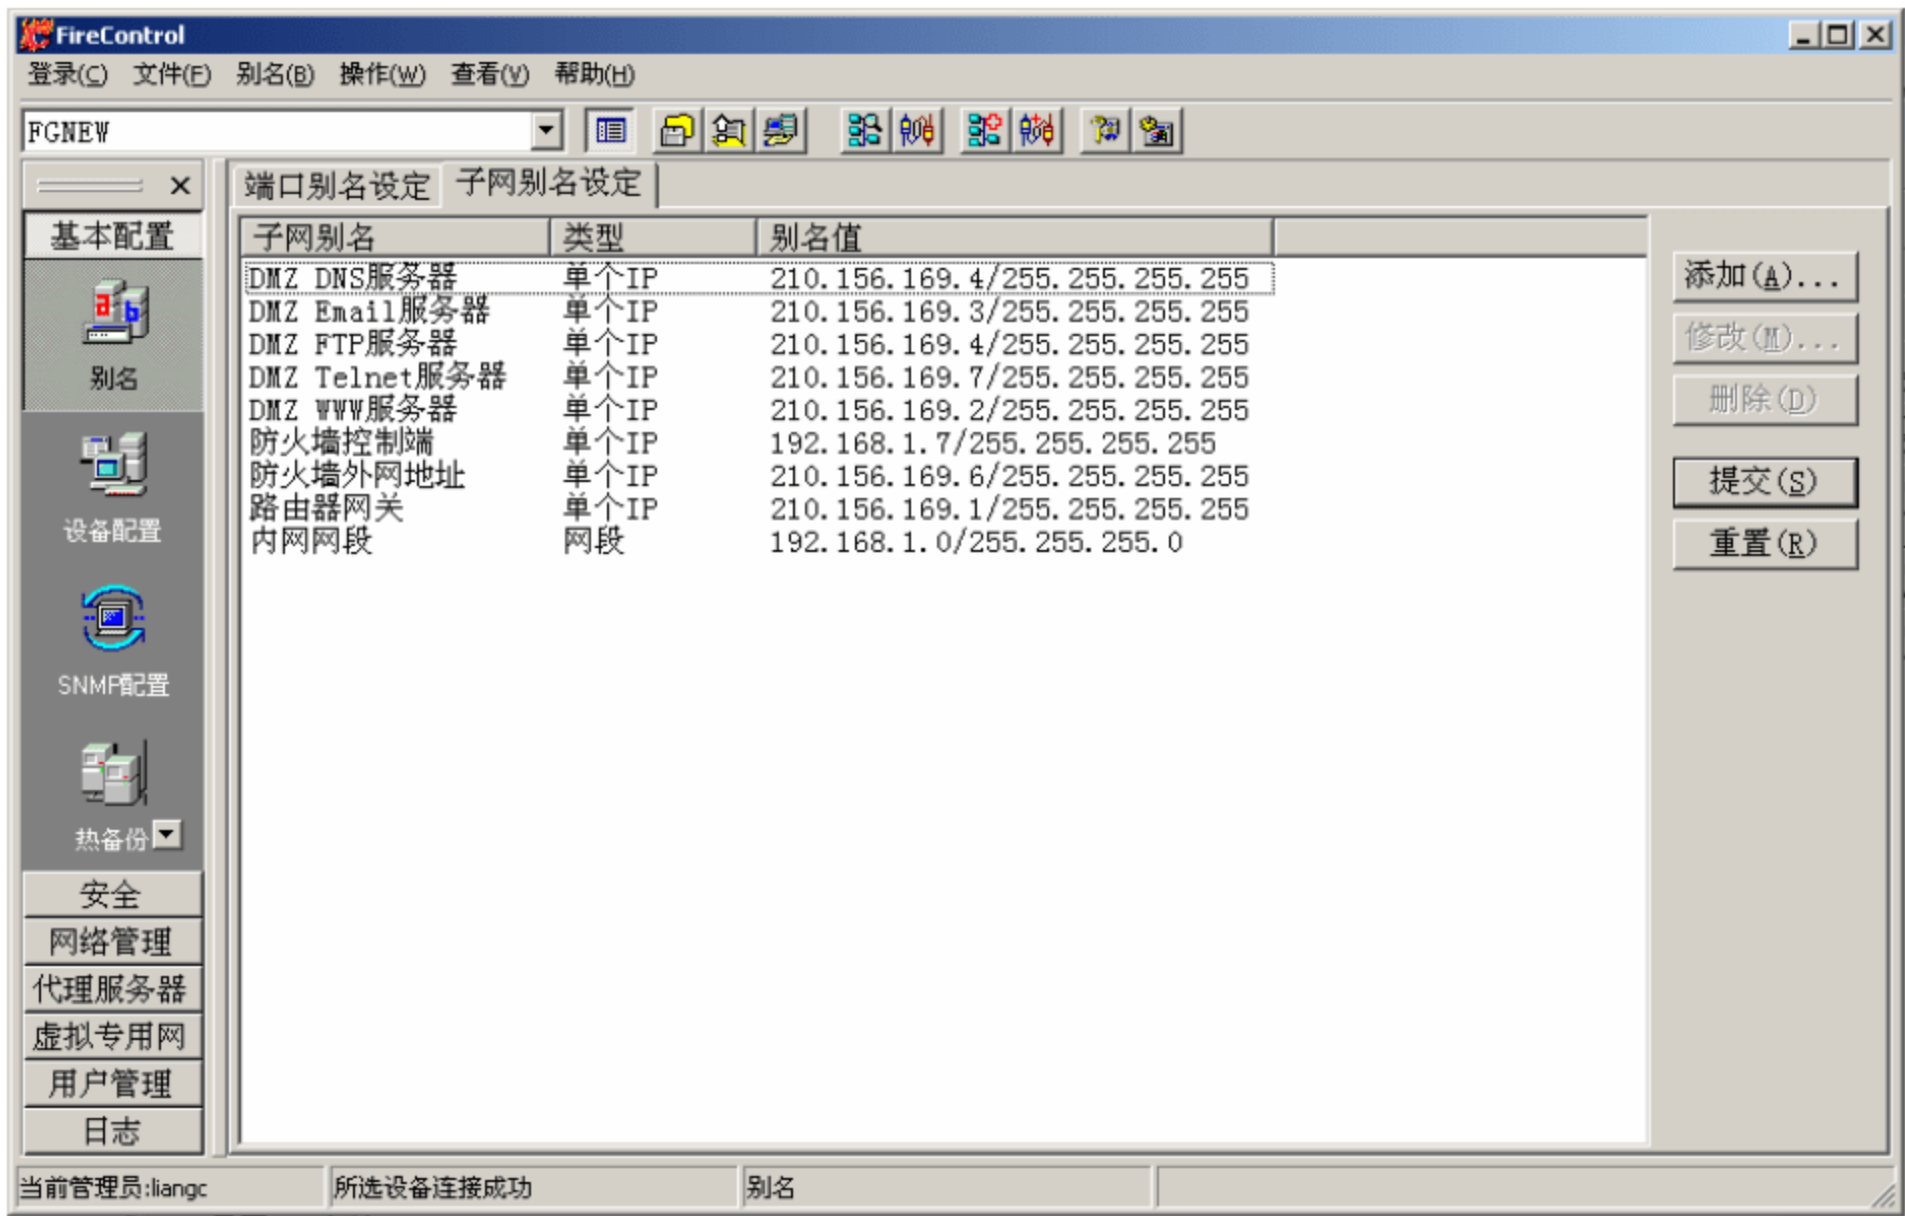 FireControl
登录(C) 文件(F) 别名(B) 操作(W) 查看(V) 帮助(H)
FGNEW
端口别名设定 子网别名设定
基本配置
别名
设备配置
SNMP配置
热备份
安全
网络管理
代理服务器
虚拟专用网
用户管理
日志
子网别名 类型 别名值
DMZ DNS服务器 单个IP 210.156.169.4/255.255.255.255
DMZ Email服务器 单个IP 210.156.169.3/255.255.255.255
DMZ FTP服务器 单个IP 210.156.169.4/255.255.255.255
DMZ Telnet服务器 单个IP 210.156.169.7/255.255.255.255
DMZ WWW服务器 单个IP 210.156.169.2/255.255.255.255
防火墙控制端 单个IP 192.168.1.7/255.255.255.255
防火墙外网地址 单个IP 210.156.169.6/255.255.255.255
路由器网关 单个IP 210.156.169.1/255.255.255.255
内网网段 网段 192.168.1.0/255.255.255.0
添加(A)...
修改(M)...
删除(D)
提交(S)
重置(R)
当前管理员:liangc 所选设备连接成功 别名